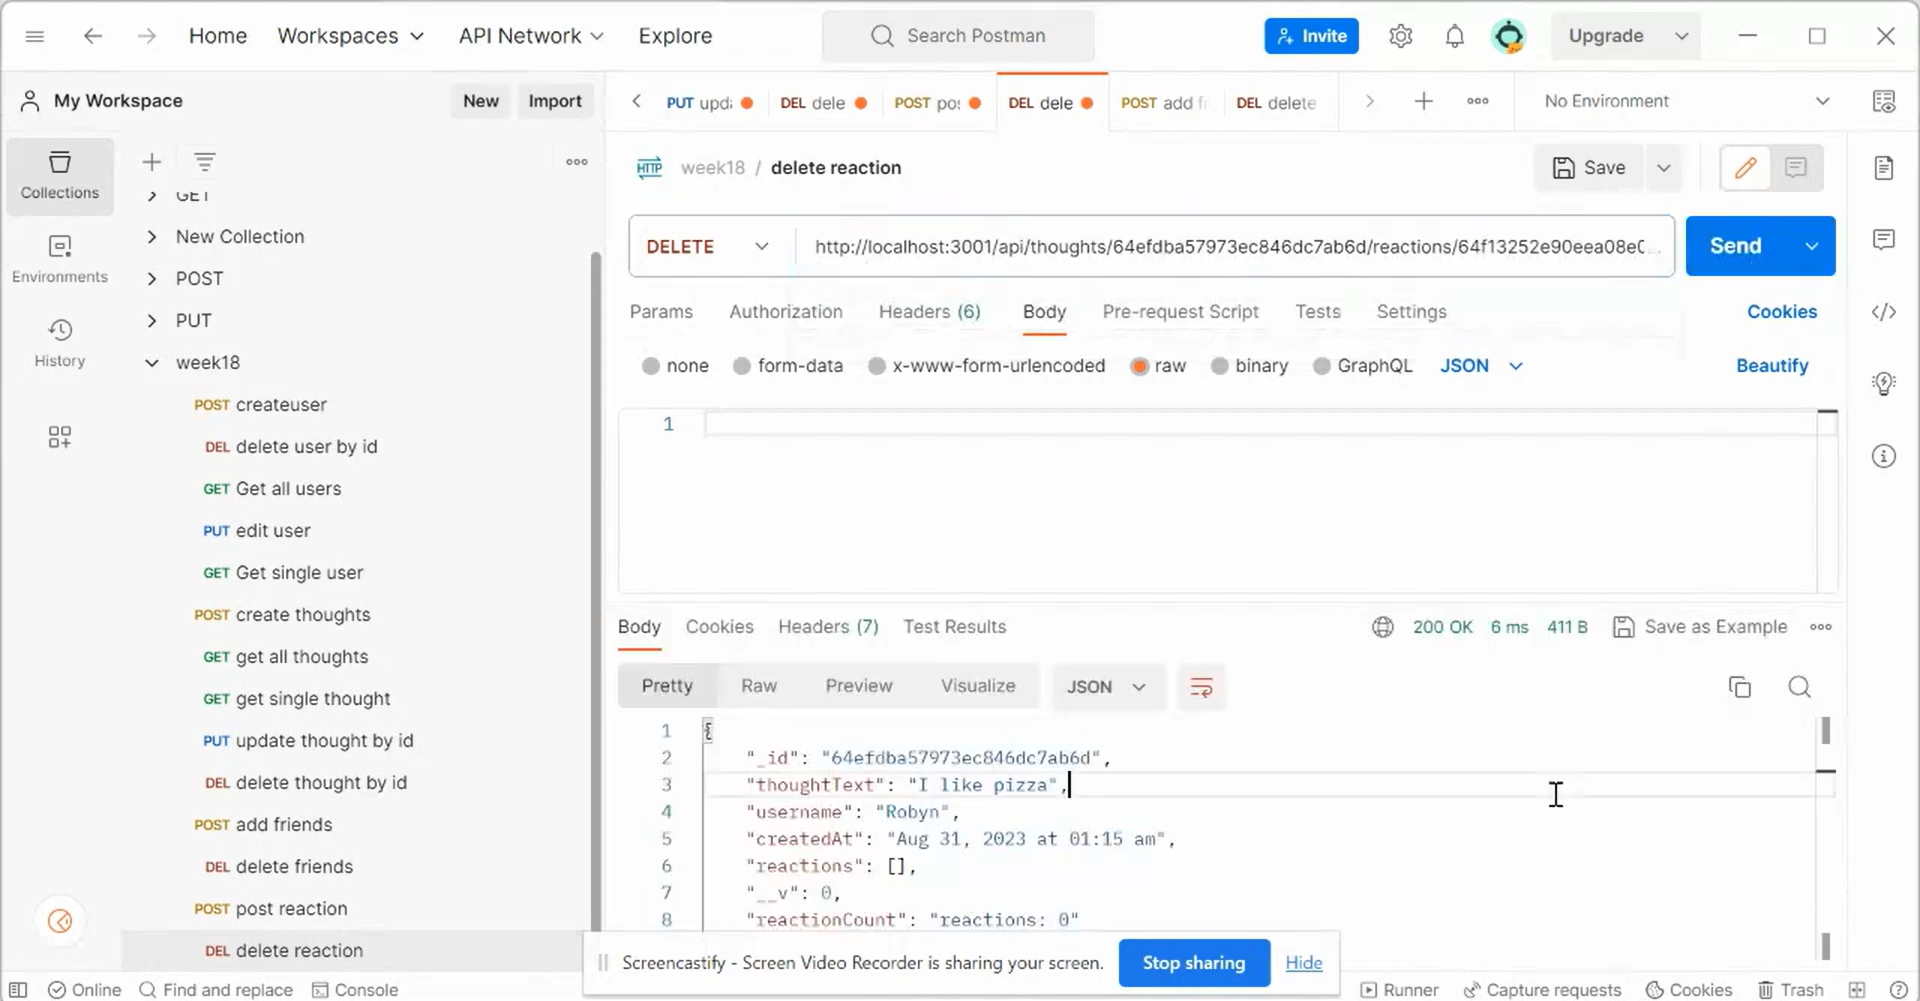 Home Workspaces API Network Explore Search Postman Invite Upgrade
My Workspace New Import
PUT DEL dele POST DEL dele POST add DEL delete No Environment
HTTP week18 / delete reaction Save
Collections
GET
New Collection
DELETE http://localhost:3001/api/thoughts/64efdba57973ec846dc7ab6d/reactions/64f13252e90eea08e0... Send
Environments
POST
Params Authorization Headers (6) Body Pre-request Script Tests Settings Cookies
PUT
History
week18
none form-data x-www-form-urlencoded raw binary GraphQL JSON Beautify
POST createuser
1
DEL delete user by id
GET Get all users
PUT edit user
GET Get single user
POST create thoughts
Body Cookies Headers (7) Test Results 200 OK 6 ms 411 B Save as Example
GET get all thoughts
Pretty Raw Preview Visualize JSON
GET get single thought
PUT update thought by id
DEL delete thought by id
POST add friends
DEL delete friends
POST post reaction
DEL delete reaction
1 {
2 "_id": "64efdba57973ec846dc7ab6d",
3 "thoughtText": "I like pizza",
4 "username": "Robyn",
5 "createdAt": "Aug 31, 2023 at 01:15 am",
6 "reactions": [],
7 "__v": 0,
8 "reactionCount": "reactions: 0"
Screencastify - Screen Video Recorder is sharing your screen. Stop sharing Hide
Online Find and replace Console Runner Capture requests Cookies Trash